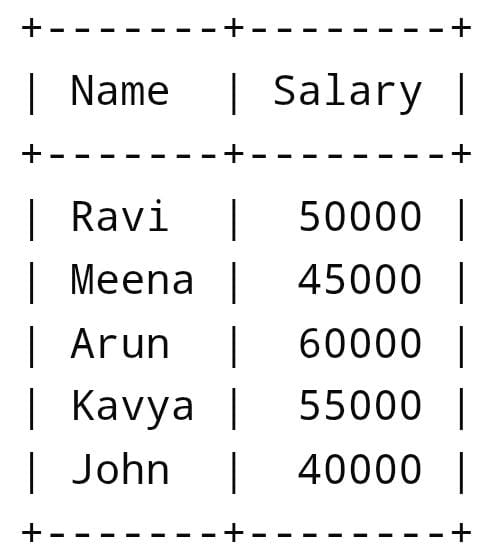 +-------+--------+
| Name  | Salary |
+-------+--------+
| Ravi  |  50000 |
| Meena |  45000 |
| Arun  |  60000 |
| Kavya |  55000 |
| John  |  40000 |
+-------+--------+